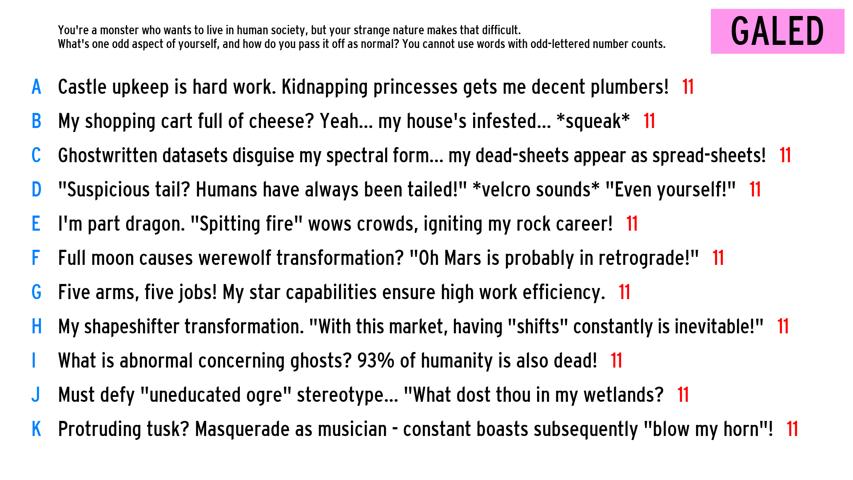 You're a monster who wants to live in human society, but your strange nature makes that difficult.
What's one odd aspect of yourself, and how do you pass it off as normal? You cannot use words with odd-lettered number counts.
GALED
A Castle upkeep is hard work. Kidnapping princesses gets me decent plumbers! 11
B My shopping cart full of cheese? Yeah... my house's infested... *squeak* 11
C Ghostwritten datasets disguise my spectral form... my dead-sheets appear as spread-sheets! 11
D "Suspicious tail? Humans have always been tailed!" *velcro sounds* "Even yourself!" 11
E I'm part dragon. "Spitting fire" wows crowds, igniting my rock career! 11
F Full moon causes werewolf transformation? "Oh Mars is probably in retrograde!" 11
G Five arms, five jobs! My star capabilities ensure high work efficiency. 11
H My shapeshifter transformation. "With this market, having "shifts" constantly is inevitable!" 11
I What is abnormal concerning ghosts? 93% of humanity is also dead! 11
J Must defy "uneducated ogre" stereotype... "What dost thou in my wetlands? 11
K Protruding tusk? Masquerade as musician - constant boasts subsequently "blow my horn"! 11